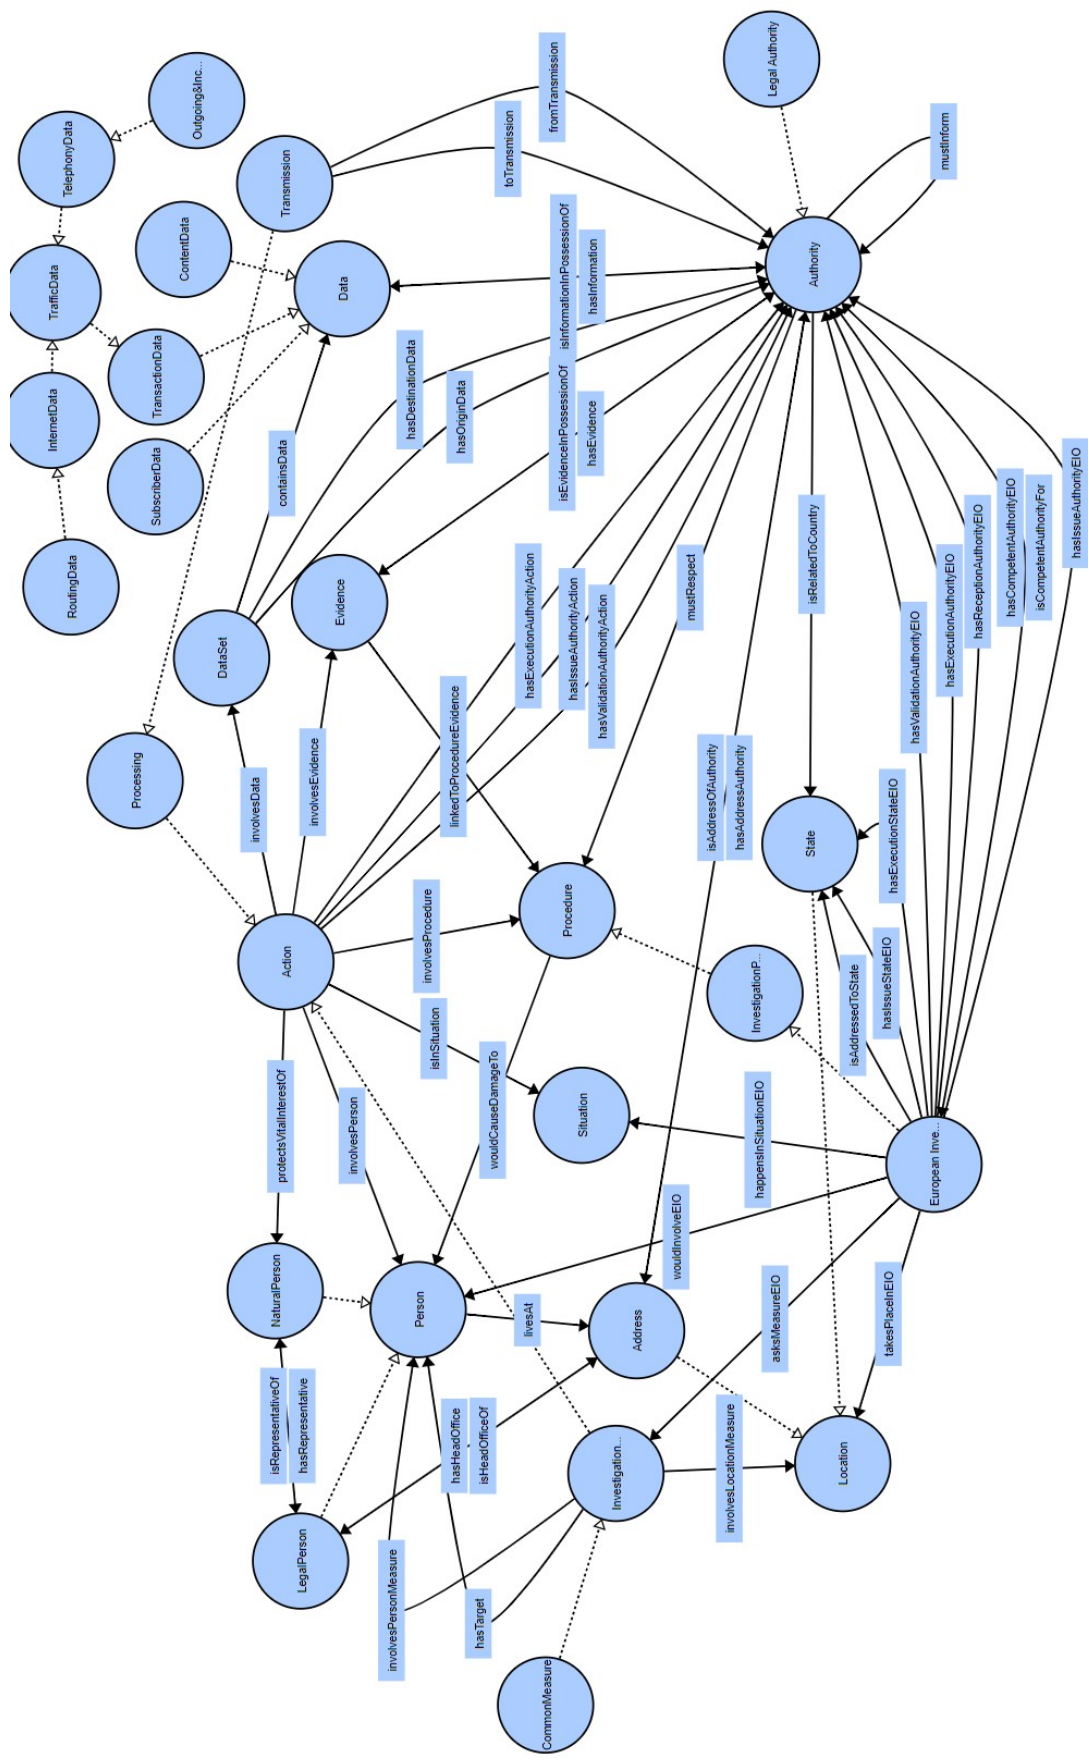 Legal Authority
Outgoing&Inc...
TelephonyData
fromTransmission
toTransmission
Transmission
mustInform
ContentData
TrafficData
Data
Authority
isInformationInPossessionOf
hasInformation
InternetData
TransactionData
SubscriberData
hasDestinationData
hasOriginData
containsData
isEvidenceInPossessionOf
hasEvidence
RoutingData
Evidence
DataSet
mustRespect
isRelatedToCountry
hasExecutionAuthorityAction
hasIssueAuthorityAction
hasValidationAuthorityAction
linkedToProcedureEvidence
hasValidationAuthorityEIO
hasExecutionAuthorityEIO
hasReceptionAuthorityEIO
hasCompetentAuthorityEIO
isCompetentAuthorityFor
hasIssueAuthorityEIO
Processing
involvesData
involvesEvidence
isAddressOfAuthority
hasAddressAuthority
State
hasExecutionStateEIO
Procedure
Action
involvesProcedure
isInSituation
InvestigationP...
isAddressedToState
hasIssueStateEIO
protectsVitalInterestOf
involvesPerson
wouldCauseDamageTo
Situation
happensInSituationEIO
European Inve...
wouldInvolveEIO
NaturalPerson
Person
livesAt
Address
asksMeasureEIO
takesPlaceInEIO
isRepresentativeOf
hasRepresentative
hasHeadOffice
isHeadOfficeOf
Investigation...
involvesLocationMeasure
Location
LegalPerson
involvesPersonMeasure
hasTarget
CommonMeasure